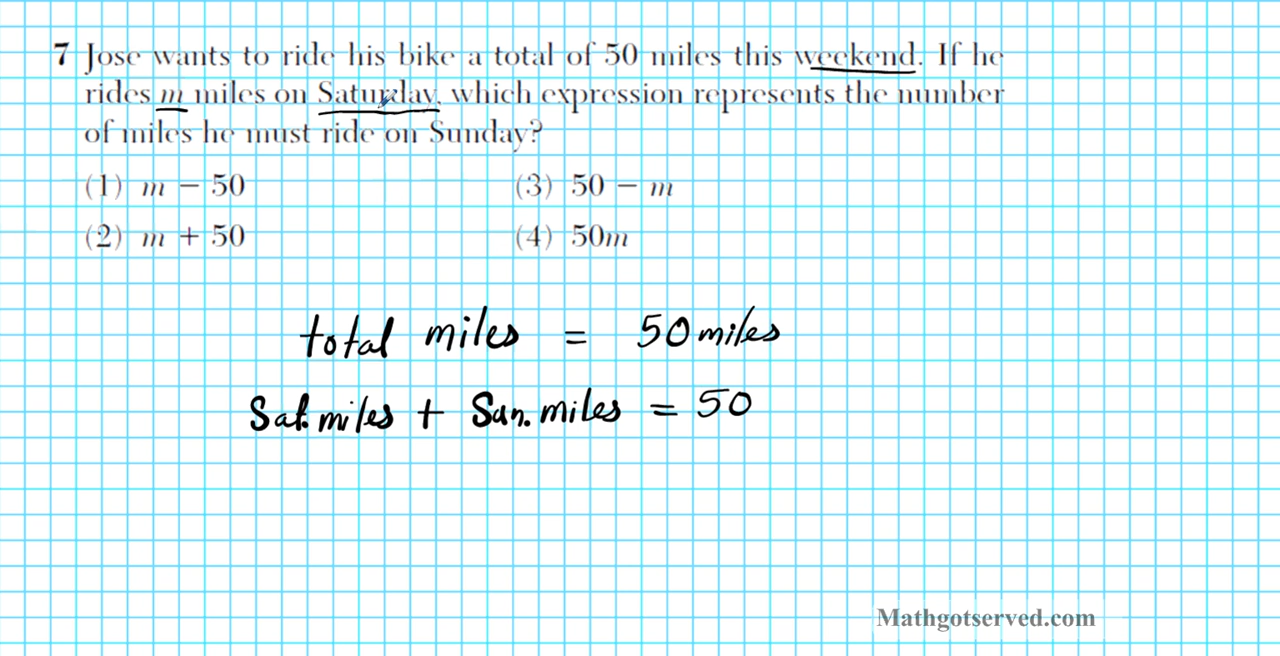 7 Jose wants to ride his bike a total of 50 miles this weekend. If he
rides m miles on Saturday, which expression represents the number
of miles he must ride on Sunday?
(1) m − 50
(3) 50 − m
(2) m + 50
(4) 50m
total miles = 50 miles
Sat. miles + Sun. miles = 50
Mathgotserved.com